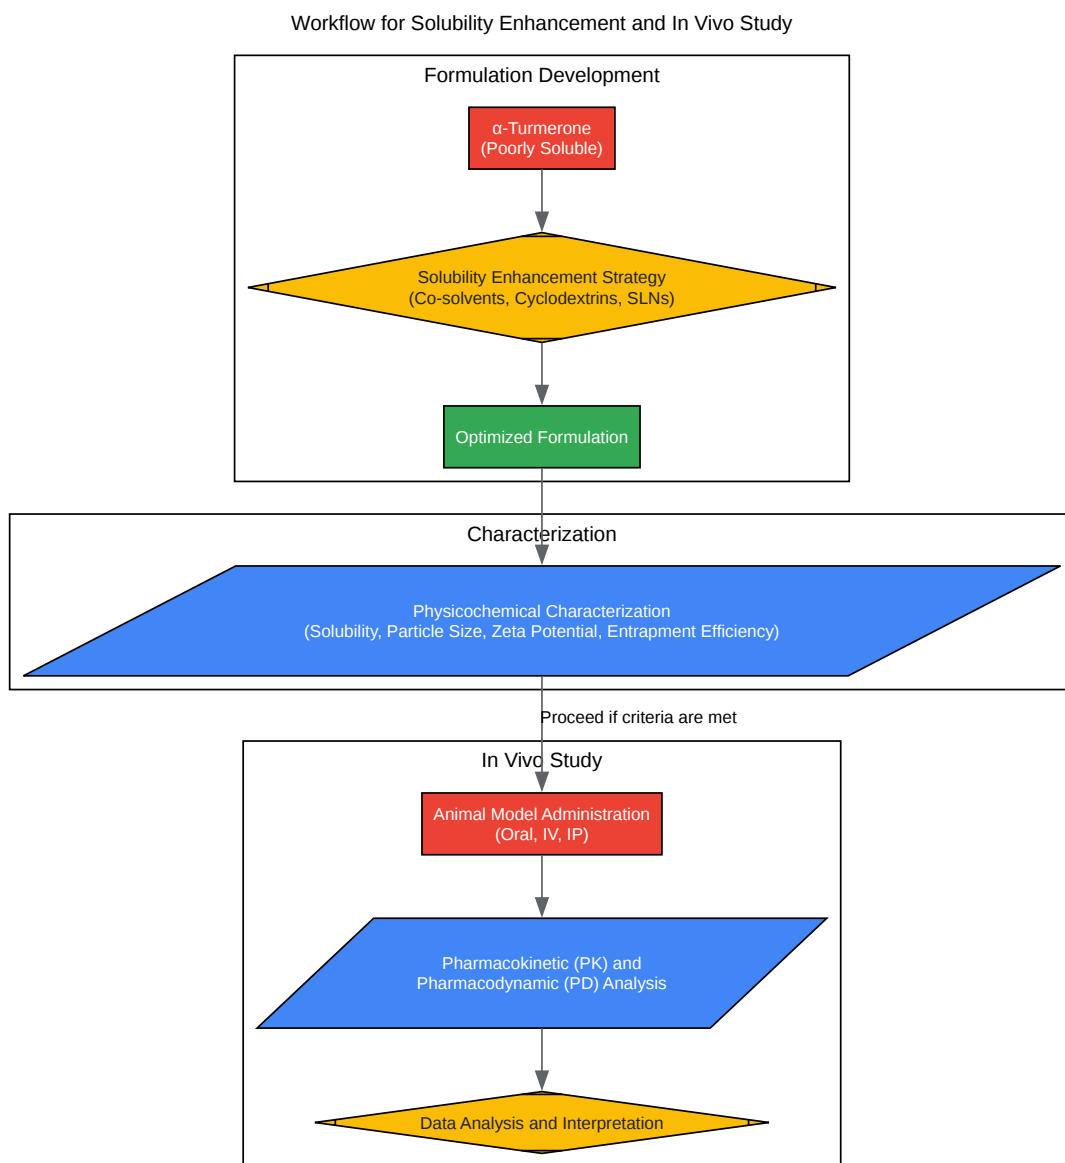 Workflow for Solubility Enhancement and In Vivo Study
Formulation Development
α-Turmerone
(Poorly Soluble)
Solubility Enhancement Strategy
(Co-solvents, Cyclodextrins, SLNs)
Optimized Formulation
Characterization
Physicochemical Characterization
(Solubility, Particle Size, Zeta Potential, Entrapment Efficiency)
Proceed if criteria are met
In Vivo Study
Animal Model Administration
(Oral, IV, IP)
Pharmacokinetic (PK) and
Pharmacodynamic (PD) Analysis
Data Analysis and Interpretation